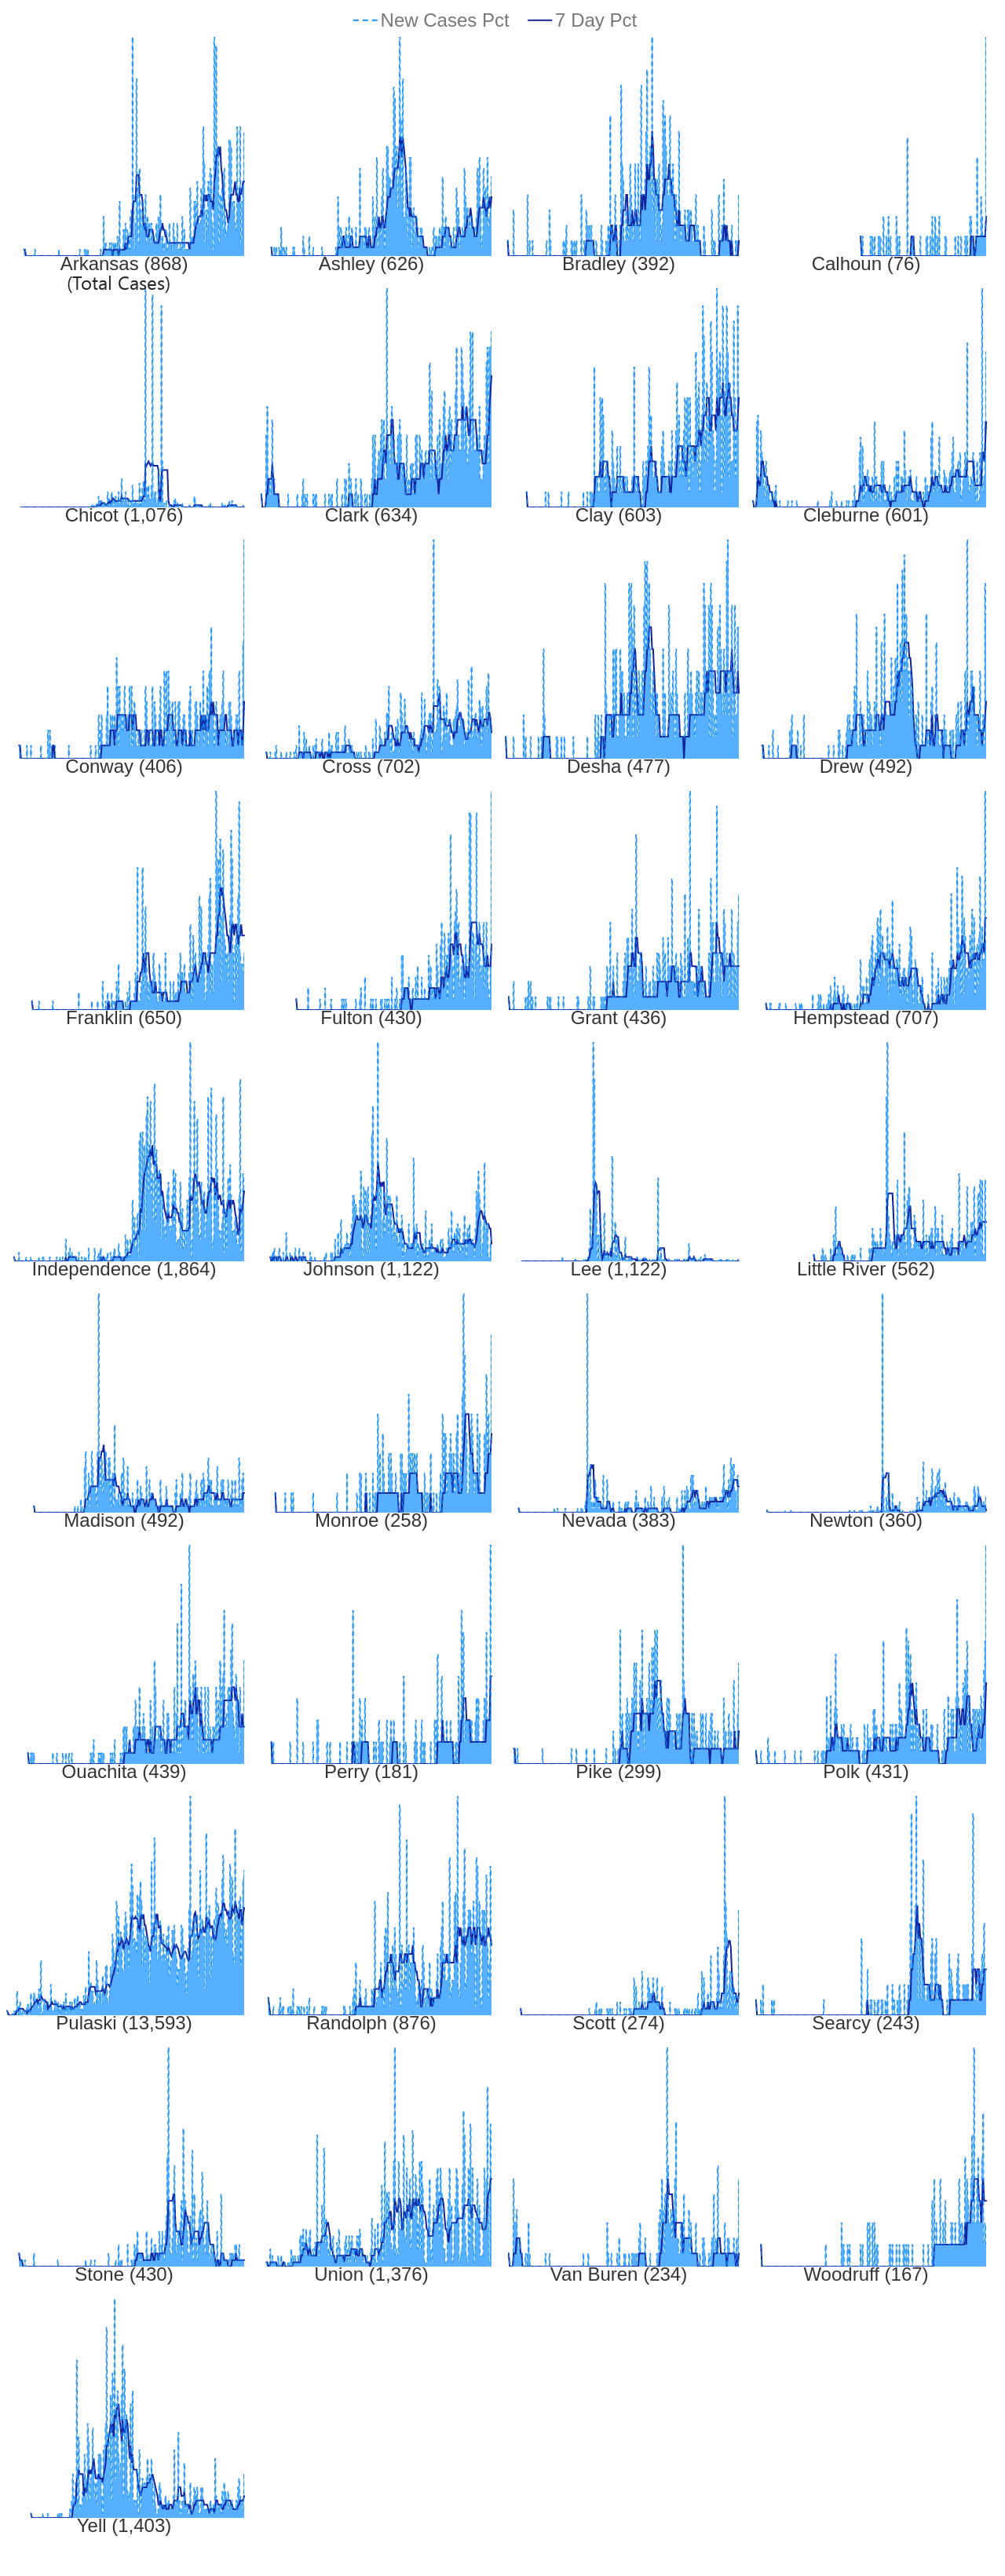 New Cases Pct 7 Day Pct
Arkansas (868) Ashley (626) Bradley (392) Calhoun (76)
(Total Cases)
Chicot (1,076) Clark (634) Clay (603) Cleburne (601)
Conway (406) Cross (702) Desha (477) Drew (492)
Franklin (650) Fulton (430) Grant (436) Hempstead (707)
Independence (1,864) Johnson (1,122) Lee (1,122) Little River (562)
Madison (492) Monroe (258) Nevada (383) Newton (360)
Ouachita (439) Perry (181) Pike (299) Polk (431)
Pulaski (13,593) Randolph (876) Scott (274) Searcy (243)
Stone (430) Union (1,376) Van Buren (234) Woodruff (167)
Yell (1,403)